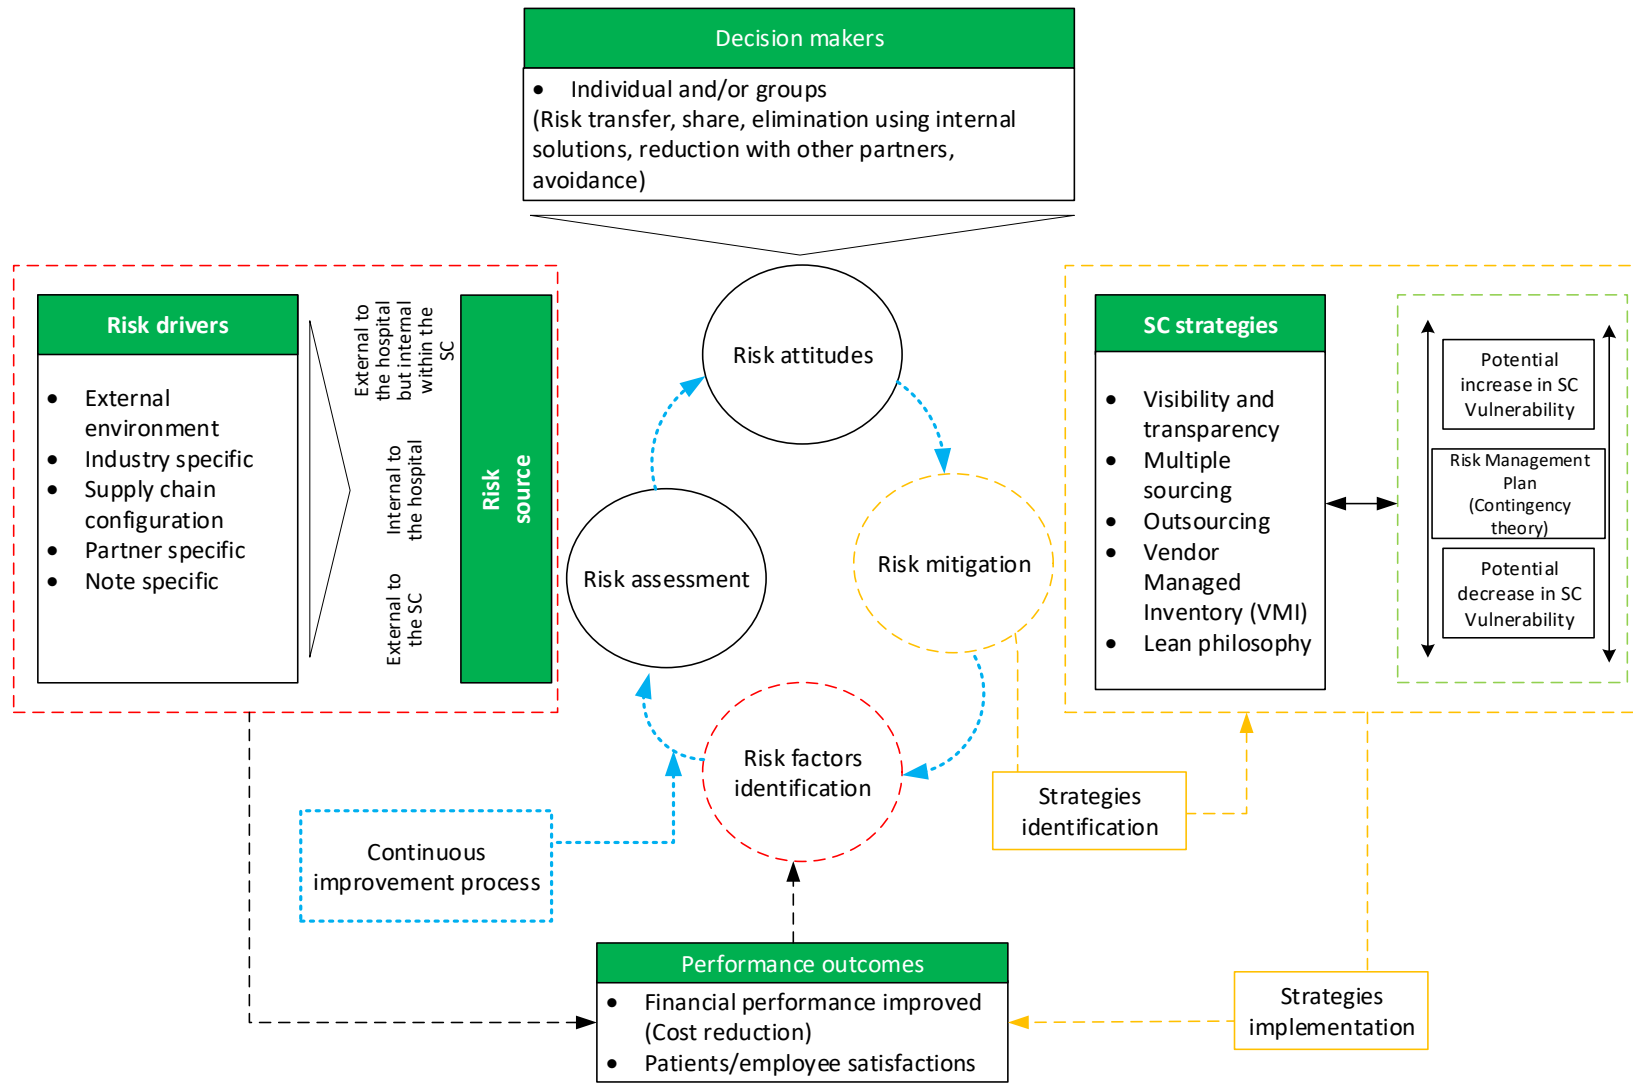 Decision makers
• Individual and/or groups
(Risk transfer, share, elimination using internal
solutions, reduction with other partners,
avoidance)
Risk drivers
• External
environment
• Industry specific
• Supply chain
configuration
• Partner specific
• Note specific
External to
the hospital
but internal
within the
SC
Internal to
the hospital
External to
the SC
Risk
source
Risk attitudes
Risk assessment
Risk mitigation
Risk factors
identification
SC strategies
• Visibility and
transparency
• Multiple
sourcing
• Outsourcing
• Vendor
Managed
Inventory (VMI)
• Lean philosophy
Potential
increase in SC
Vulnerability
Risk Management
Plan
(Contingency
theory)
Potential
decrease in SC
Vulnerability
Strategies
identification
Continuous
improvement process
Performance outcomes
• Financial performance improved
(Cost reduction)
• Patients/employee satisfactions
Strategies
implementation